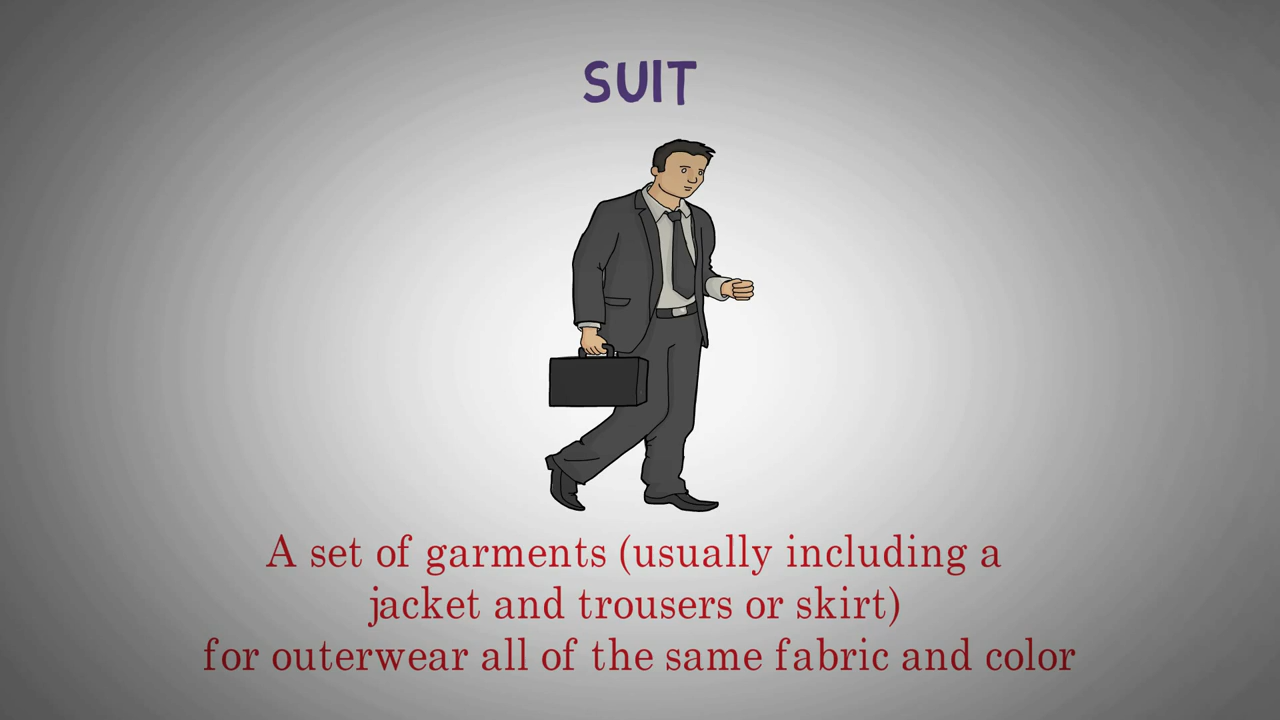 SUIT
A set of garments (usually including a
jacket and trousers or skirt)
for outerwear all of the same fabric and color